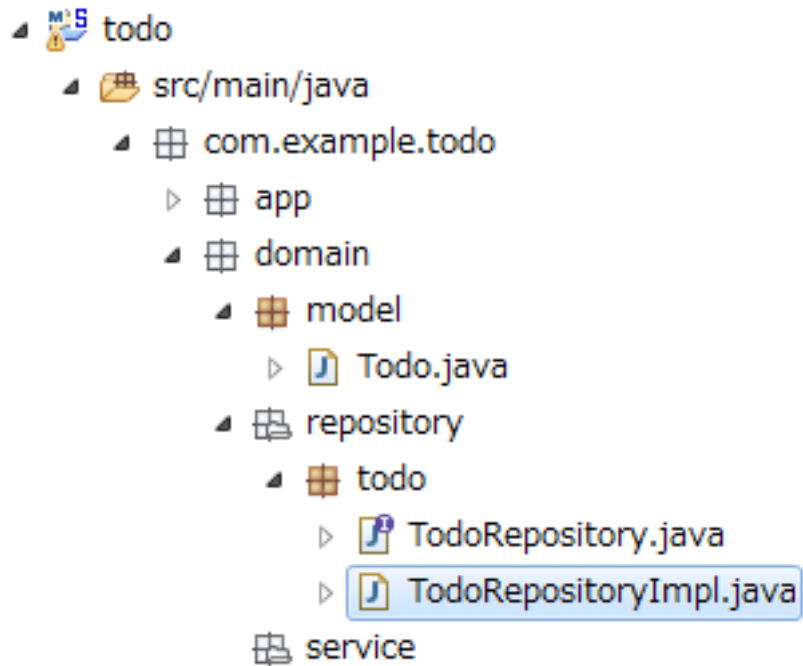 todo
src/main/java
com.example.todo
app
domain
model
Todo.java
repository
todo
TodoRepository.java
TodoRepositoryImpl.java
service